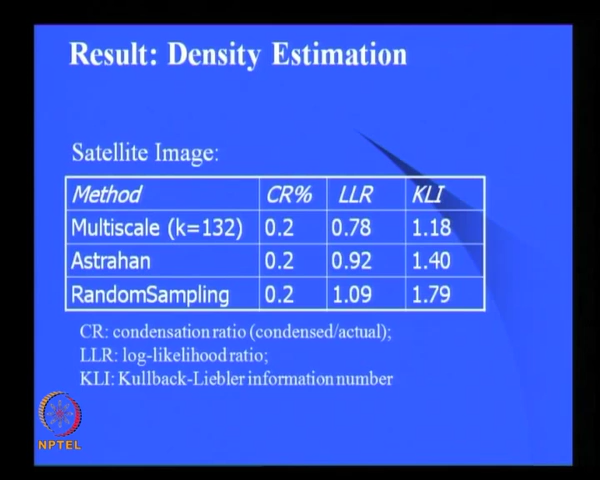 Result: Density Estimation
Satellite Image:
Method CR% LLR KLI
Multiscale (k=132) 0.2 0.78 1.18
Astrahan 0.2 0.92 1.40
RandomSampling 0.2 1.09 1.79
CR: condensation ratio (condensed/actual);
LLR: log-likelihood ratio;
KLI: Kullback-Liebler information number
NPTEL